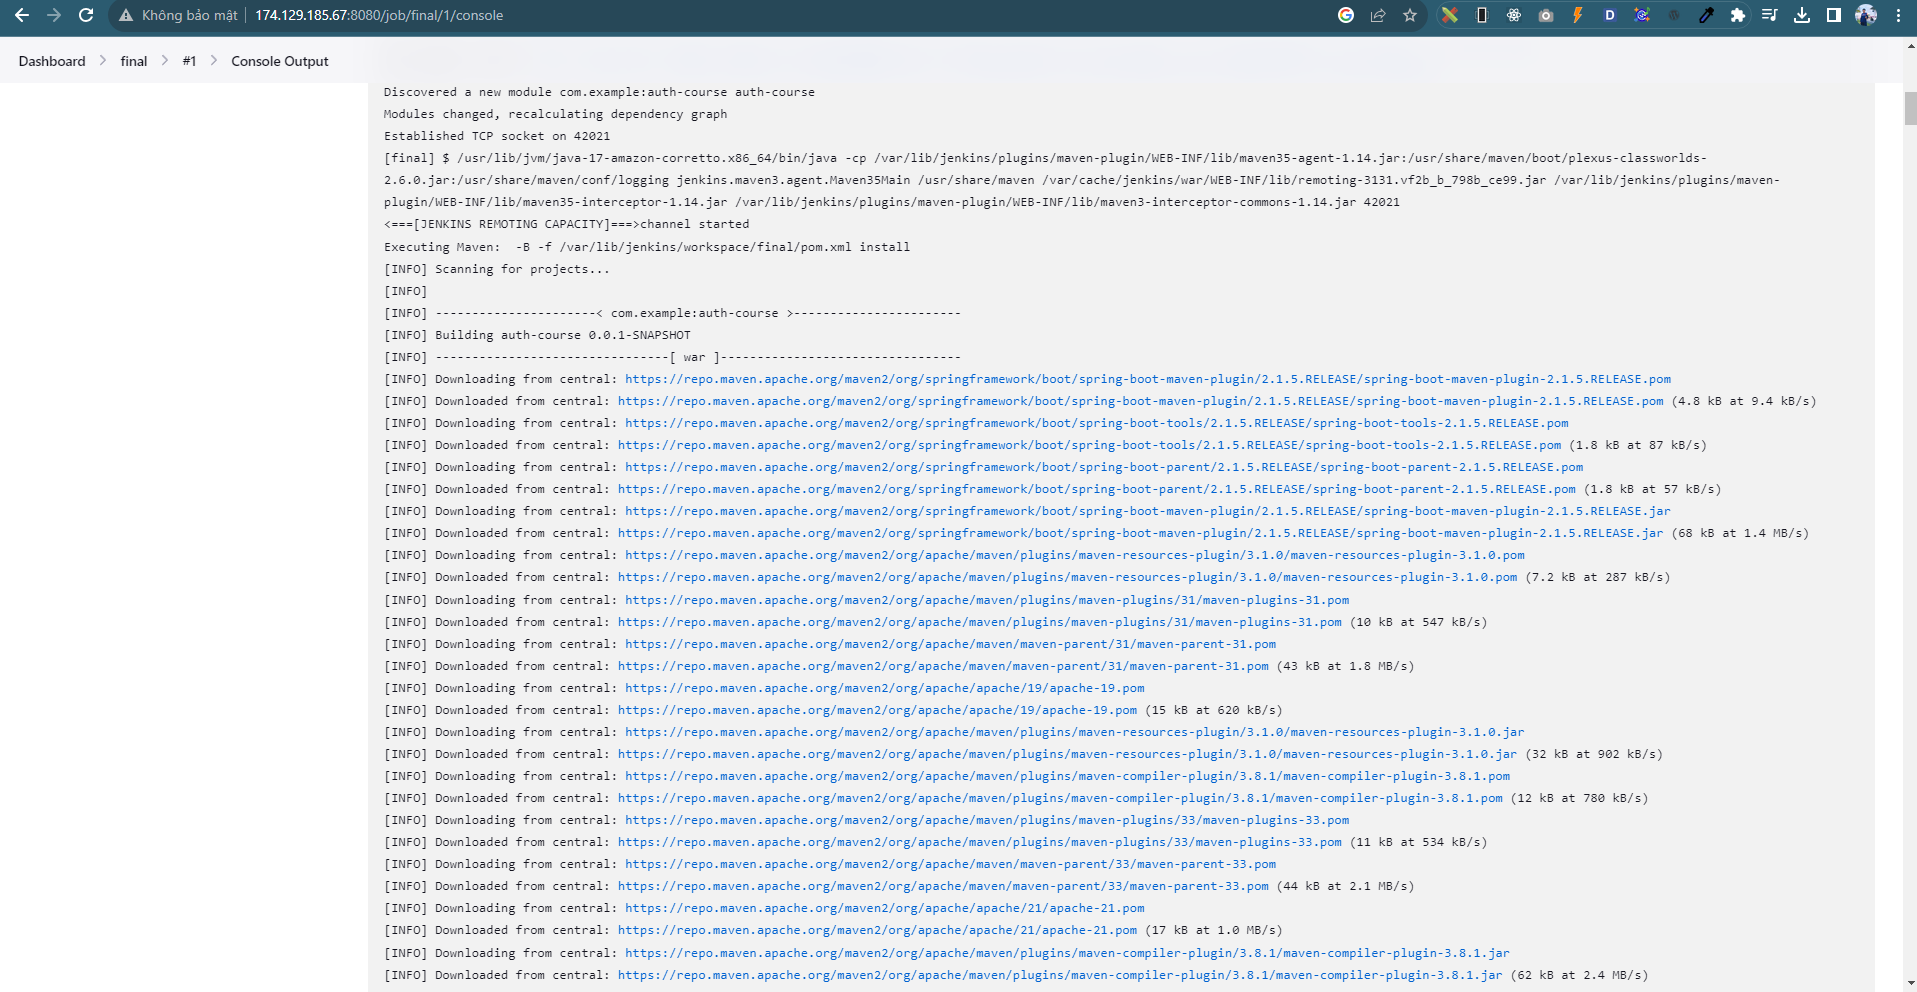 Không bảo mật 174.129.185.67:8080/job/final/1/console
Dashboard final #1 Console Output
Discovered a new module com.example:auth-course auth-course
Modules changed, recalculating dependency graph
Established TCP socket on 42021
[final] $ /usr/lib/jvm/java-17-amazon-corretto.x86_64/bin/java -cp /var/lib/jenkins/plugins/maven-plugin/WEB-INF/lib/maven35-agent-1.14.jar:/usr/share/maven/boot/plexus-classworlds-
2.6.0.jar:/usr/share/maven/conf/logging jenkins.maven3.agent.Maven35Main /usr/share/maven /var/cache/jenkins/war/WEB-INF/lib/remoting-3131.vf2b_b_798b_ce99.jar /var/lib/jenkins/plugins/maven-
plugin/WEB-INF/lib/maven35-interceptor-1.14.jar /var/lib/jenkins/plugins/maven-plugin/WEB-INF/lib/maven3-interceptor-commons-1.14.jar 42021
<===[JENKINS REMOTING CAPACITY]===>channel started
Executing Maven:  -B -f /var/lib/jenkins/workspace/final/pom.xml install
[INFO] Scanning for projects...
[INFO]
[INFO] ----------------------< com.example:auth-course >-----------------------
[INFO] Building auth-course 0.0.1-SNAPSHOT
[INFO] --------------------------------[ war ]---------------------------------
[INFO] Downloading from central: https://repo.maven.apache.org/maven2/org/springframework/boot/spring-boot-maven-plugin/2.1.5.RELEASE/spring-boot-maven-plugin-2.1.5.RELEASE.pom
[INFO] Downloaded from central: https://repo.maven.apache.org/maven2/org/springframework/boot/spring-boot-maven-plugin/2.1.5.RELEASE/spring-boot-maven-plugin-2.1.5.RELEASE.pom (4.8 kB at 9.4 kB/s)
[INFO] Downloading from central: https://repo.maven.apache.org/maven2/org/springframework/boot/spring-boot-tools/2.1.5.RELEASE/spring-boot-tools-2.1.5.RELEASE.pom
[INFO] Downloaded from central: https://repo.maven.apache.org/maven2/org/springframework/boot/spring-boot-tools/2.1.5.RELEASE/spring-boot-tools-2.1.5.RELEASE.pom (1.8 kB at 87 kB/s)
[INFO] Downloading from central: https://repo.maven.apache.org/maven2/org/springframework/boot/spring-boot-parent/2.1.5.RELEASE/spring-boot-parent-2.1.5.RELEASE.pom
[INFO] Downloaded from central: https://repo.maven.apache.org/maven2/org/springframework/boot/spring-boot-parent/2.1.5.RELEASE/spring-boot-parent-2.1.5.RELEASE.pom (1.8 kB at 57 kB/s)
[INFO] Downloading from central: https://repo.maven.apache.org/maven2/org/springframework/boot/spring-boot-maven-plugin/2.1.5.RELEASE/spring-boot-maven-plugin-2.1.5.RELEASE.jar
[INFO] Downloaded from central: https://repo.maven.apache.org/maven2/org/springframework/boot/spring-boot-maven-plugin/2.1.5.RELEASE/spring-boot-maven-plugin-2.1.5.RELEASE.jar (68 kB at 1.4 MB/s)
[INFO] Downloading from central: https://repo.maven.apache.org/maven2/org/apache/maven/plugins/maven-resources-plugin/3.1.0/maven-resources-plugin-3.1.0.pom
[INFO] Downloaded from central: https://repo.maven.apache.org/maven2/org/apache/maven/plugins/maven-resources-plugin/3.1.0/maven-resources-plugin-3.1.0.pom (7.2 kB at 287 kB/s)
[INFO] Downloading from central: https://repo.maven.apache.org/maven2/org/apache/maven/plugins/maven-plugins/31/maven-plugins-31.pom
[INFO] Downloaded from central: https://repo.maven.apache.org/maven2/org/apache/maven/plugins/maven-plugins/31/maven-plugins-31.pom (10 kB at 547 kB/s)
[INFO] Downloading from central: https://repo.maven.apache.org/maven2/org/apache/maven/maven-parent/31/maven-parent-31.pom
[INFO] Downloaded from central: https://repo.maven.apache.org/maven2/org/apache/maven/maven-parent/31/maven-parent-31.pom (43 kB at 1.8 MB/s)
[INFO] Downloading from central: https://repo.maven.apache.org/maven2/org/apache/apache/19/apache-19.pom
[INFO] Downloaded from central: https://repo.maven.apache.org/maven2/org/apache/apache/19/apache-19.pom (15 kB at 620 kB/s)
[INFO] Downloading from central: https://repo.maven.apache.org/maven2/org/apache/maven/plugins/maven-resources-plugin/3.1.0/maven-resources-plugin-3.1.0.jar
[INFO] Downloaded from central: https://repo.maven.apache.org/maven2/org/apache/maven/plugins/maven-resources-plugin/3.1.0/maven-resources-plugin-3.1.0.jar (32 kB at 902 kB/s)
[INFO] Downloading from central: https://repo.maven.apache.org/maven2/org/apache/maven/plugins/maven-compiler-plugin/3.8.1/maven-compiler-plugin-3.8.1.pom
[INFO] Downloaded from central: https://repo.maven.apache.org/maven2/org/apache/maven/plugins/maven-compiler-plugin/3.8.1/maven-compiler-plugin-3.8.1.pom (12 kB at 780 kB/s)
[INFO] Downloading from central: https://repo.maven.apache.org/maven2/org/apache/maven/plugins/maven-plugins/33/maven-plugins-33.pom
[INFO] Downloaded from central: https://repo.maven.apache.org/maven2/org/apache/maven/plugins/maven-plugins/33/maven-plugins-33.pom (11 kB at 534 kB/s)
[INFO] Downloading from central: https://repo.maven.apache.org/maven2/org/apache/maven/maven-parent/33/maven-parent-33.pom
[INFO] Downloaded from central: https://repo.maven.apache.org/maven2/org/apache/maven/maven-parent/33/maven-parent-33.pom (44 kB at 2.1 MB/s)
[INFO] Downloading from central: https://repo.maven.apache.org/maven2/org/apache/apache/21/apache-21.pom
[INFO] Downloaded from central: https://repo.maven.apache.org/maven2/org/apache/apache/21/apache-21.pom (17 kB at 1.0 MB/s)
[INFO] Downloading from central: https://repo.maven.apache.org/maven2/org/apache/maven/plugins/maven-compiler-plugin/3.8.1/maven-compiler-plugin-3.8.1.jar
[INFO] Downloaded from central: https://repo.maven.apache.org/maven2/org/apache/maven/plugins/maven-compiler-plugin/3.8.1/maven-compiler-plugin-3.8.1.jar (62 kB at 2.4 MB/s)